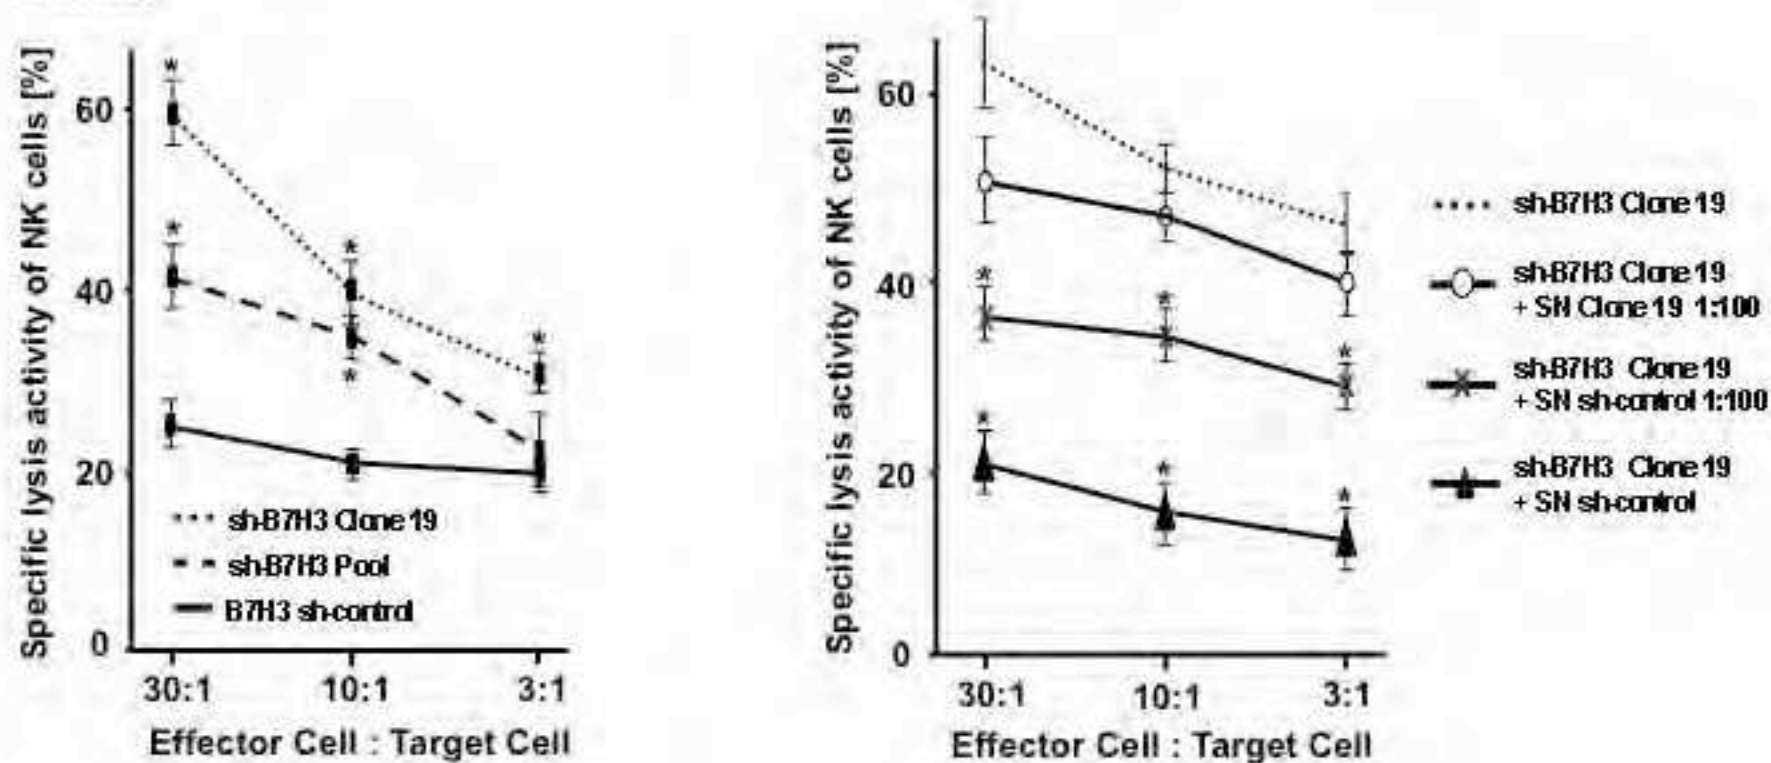 Specific lysis activity of NK cells [%]
60
40
20
0
*
*
*
*
*
sh-B7H3 Clone 19
sh-B7H3 Pool
B7H3 sh-control
30:1 10:1 3:1
Effector Cell : Target Cell
Specific lysis activity of NK cells [%]
60
40
20
0
*
*
*
*
*
*
30:1 10:1 3:1
Effector Cell : Target Cell
sh-B7H3 Clone 19
sh-B7H3 Clone 19
+ SN Clone 19 1:100
sh-B7H3 Clone 19
+ SN sh-control 1:100
sh-B7H3 Clone 19
+ SN sh-control